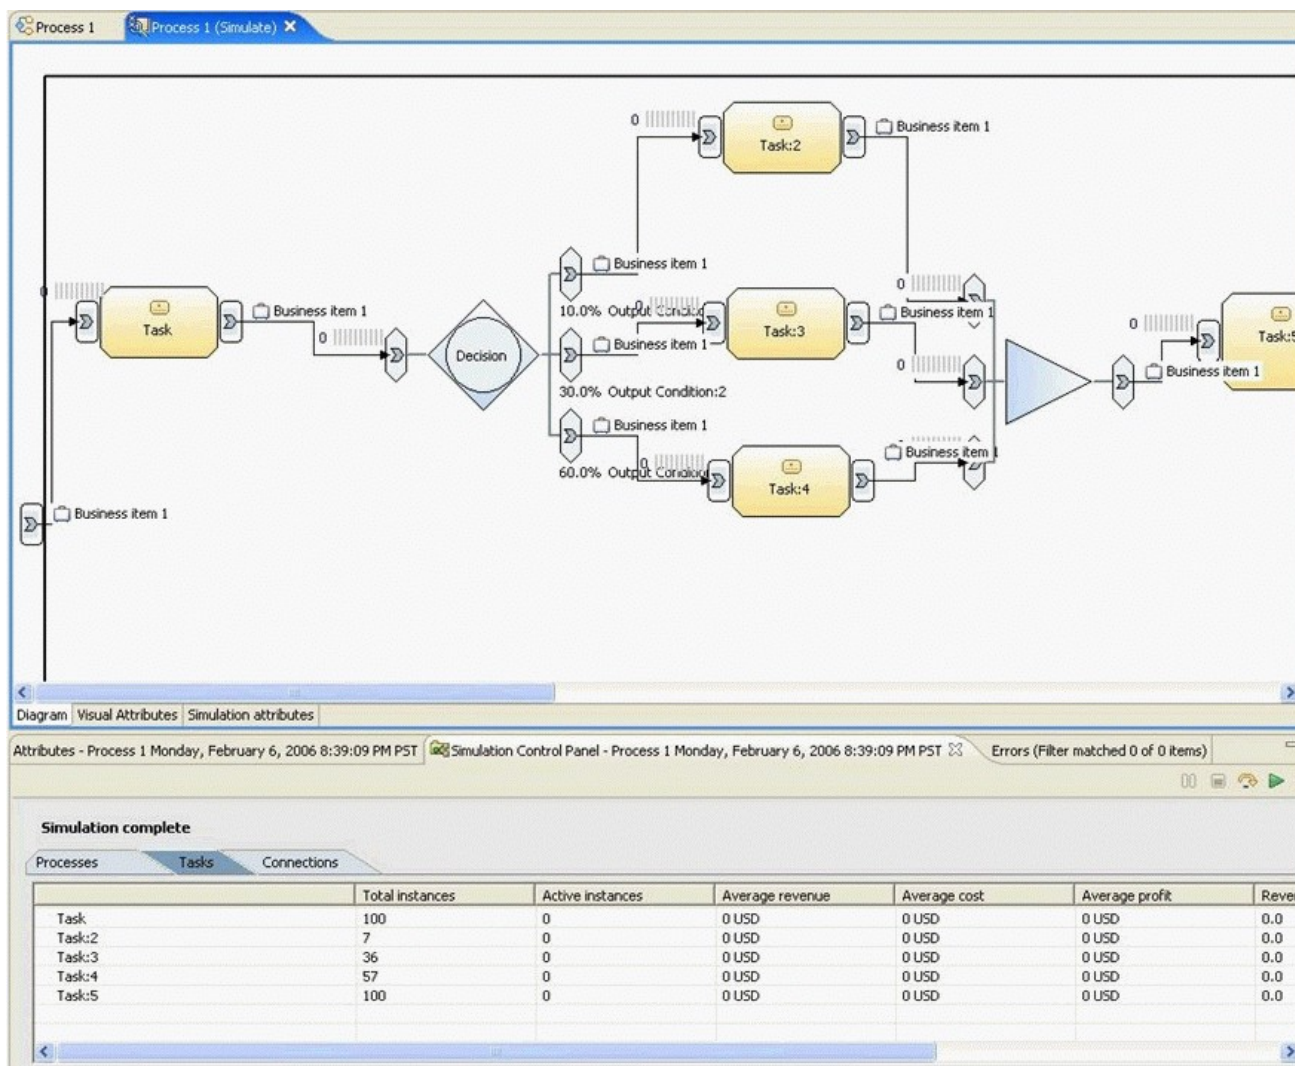 Process 1
Process 1 (Simulate)
0
Task:2
Business item 1
Business item 1
0
0
10.0% Output
Business item 1
Task
Task:3
Business item 1
0
Decision
Business item 1
0
0
Task:5
30.0% Output Condition:2
Business item 1
Business item 1
0
60.0% Output
Business item 1
Task:4
Business item 1
Diagram
Visual Attributes
Simulation attributes
Attributes - Process 1 Monday, February 6, 2006 8:39:09 PM PST
Simulation Control Panel - Process 1 Monday, February 6, 2006 8:39:09 PM PST
Errors (Filter matched 0 of 0 items)
Simulation complete
Processes Tasks Connections
Total instances Active instances Average revenue Average cost Average profit
Task 100 0 0 USD 0 USD 0 USD 0.0
Task:2 7 0 0 USD 0 USD 0 USD 0.0
Task:3 36 0 0 USD 0 USD 0 USD 0.0
Task:4 57 0 0 USD 0 USD 0 USD 0.0
Task:5 100 0 0 USD 0 USD 0 USD 0.0